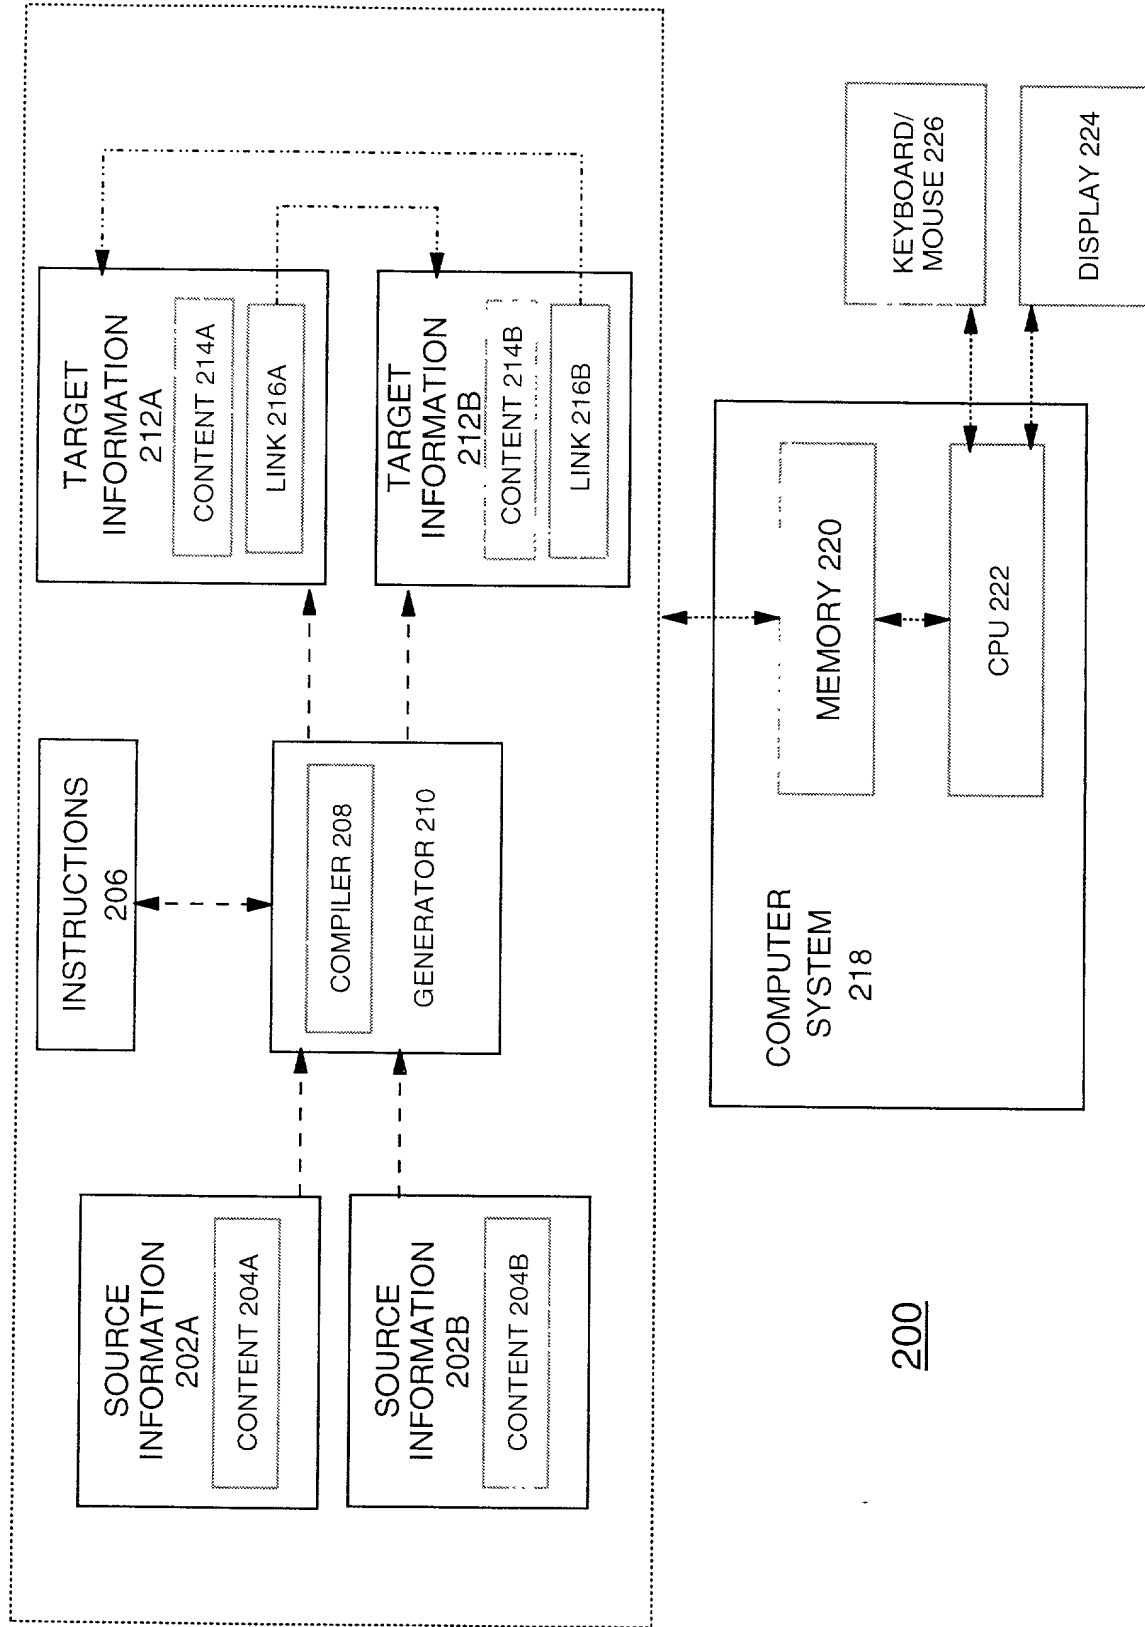 SOURCE
INFORMATION
202A
CONTENT 204A
SOURCE
INFORMATION
202B
CONTENT 204B
INSTRUCTIONS
206
COMPILER 208
GENERATOR 210
TARGET
INFORMATION
212A
CONTENT 214A
LINK 216A
TARGET
INFORMATION
212B
CONTENT 214B
LINK 216B
COMPUTER
SYSTEM
218
MEMORY 220
CPU 222
KEYBOARD/
MOUSE 226
DISPLAY 224
200